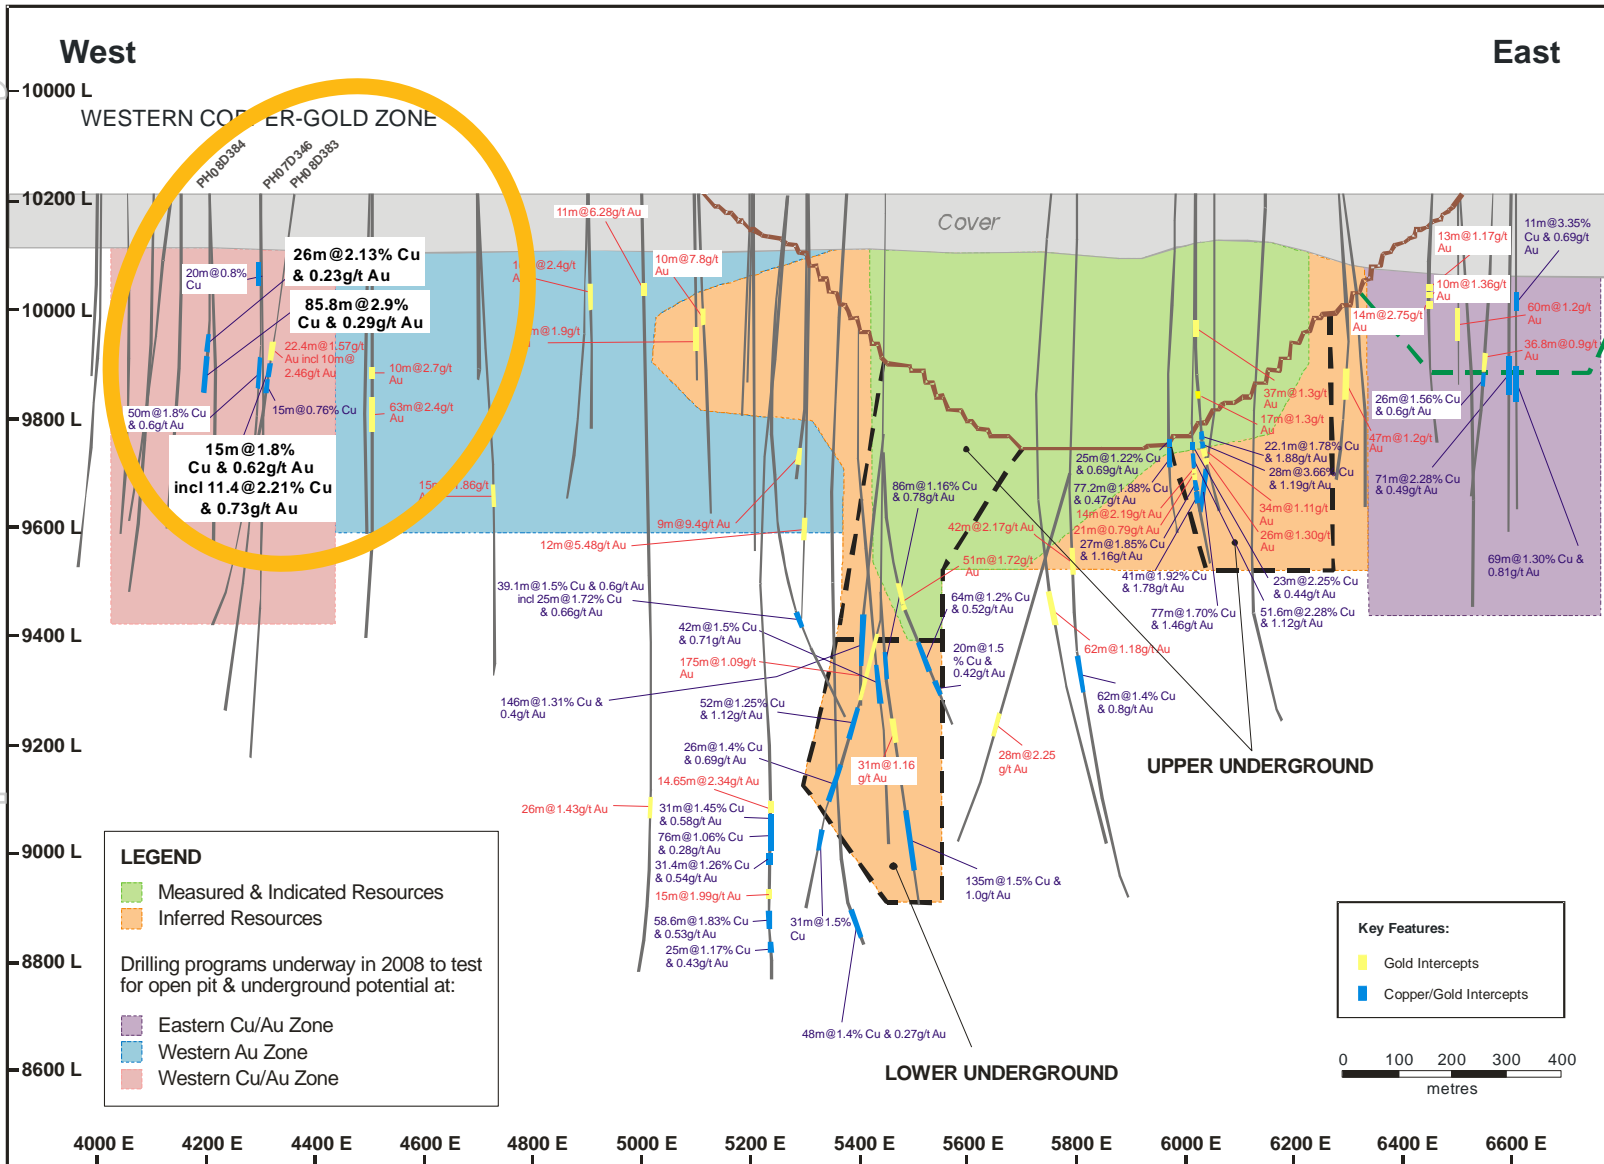 West
East
10000 L
WESTERN COPPER-GOLD ZONE
PH08D384
PH07D346
PH08D383
10200 L
Cover
11m@6.28g/t Au
13m@1.17g/t
Au
11m@3.35%
Cu & 0.69g/t
Au
26m@2.13% Cu
& 0.23g/t Au
20m@0.8%
Cu
@2.4g/t
10m@7.8g/t
Au
10m@1.36g/t
Au
10000 L
85.8m@2.9%
Cu & 0.29g/t Au
14m@2.75g/t
Au
60m@1.2g/t
Au
m@1.9g/t
22.4m@1.57g/t
Au incl 10m@
2.46g/t Au
36.8m@0.9g/t
Au
10m@2.7g/t
Au
9800 L
50m@1.8% Cu
& 0.6g/t Au
15m@0.76% Cu
63m@2.4g/t
Au
37m@1.3g/t
Au
17m@1.3g/t
Au
26m@1.56% Cu
& 0.6g/t Au
47m@1.2g/t
Au
15m@1.8%
Cu & 0.62g/t Au
incl 11.4@2.21% Cu
& 0.73g/t Au
25m@1.22% Cu
& 0.69g/t Au
22.1m@1.78% Cu
& 1.88g/t Au
28m@3.66% Cu
& 1.19g/t Au
71m@2.28% Cu
& 0.49g/t Au
86m@1.16% Cu
& 0.78g/t Au
77.2m@1.88% Cu
& 0.47g/t Au
14m@2.19g/t Au
34m@1.11g/t
Au
9600 L
9m@9.4g/t Au
42m@2.17g/t Au
21m@0.79g/t Au
26m@1.30g/t
Au
12m@5.48g/t Au
27m@1.85% Cu
& 1.16g/t Au
51m@1.72g/t
Au
69m@1.30% Cu &
0.81g/t Au
41m@1.92% Cu
& 1.78g/t Au
23m@2.25% Cu
& 0.44g/t Au
39.1m@1.5% Cu & 0.6g/t Au
incl 25m@1.72% Cu
& 0.66g/t Au
64m@1.2% Cu
& 0.52g/t Au
77m@1.70% Cu
& 1.46g/t Au
51.6m@2.28% Cu
& 1.12g/t Au
9400 L
42m@1.5% Cu
& 0.71g/t Au
20m@1.5
% Cu &
0.42g/t Au
62m@1.18g/t Au
175m@1.09g/t
Au
146m@1.31% Cu &
0.4g/t Au
52m@1.25% Cu
& 1.12g/t Au
62m@1.4% Cu
& 0.8g/t Au
9200 L
26m@1.4% Cu
& 0.69g/t Au
31m@1.16
g/t Au
28m@2.25
g/t Au
UPPER UNDERGROUND
14.65m@2.34g/t Au
26m@1.43g/t Au
31m@1.45% Cu
& 0.58g/t Au
76m@1.06% Cu
& 0.28g/t Au
9000 L
31.4m@1.26% Cu
& 0.54g/t Au
15m@1.99g/t Au
135m@1.5% Cu &
1.0g/t Au
58.6m@1.83% Cu
& 0.53g/t Au
31m@1.5%
Cu
25m@1.17% Cu
& 0.43g/t Au
8800 L
48m@1.4% Cu & 0.27g/t Au
LOWER UNDERGROUND
8600 L
LEGEND
Measured & Indicated Resources
Inferred Resources
Drilling programs underway in 2008 to test
for open pit & underground potential at:
Eastern Cu/Au Zone
Western Au Zone
Western Cu/Au Zone
Key Features:
Gold Intercepts
Copper/Gold Intercepts
0 100 200 300 400
metres
4000 E 4200 E 4400 E 4600 E 4800 E 5000 E 5200 E 5400 E 5600 E 5800 E 6000 E 6200 E 6400 E 6600 E